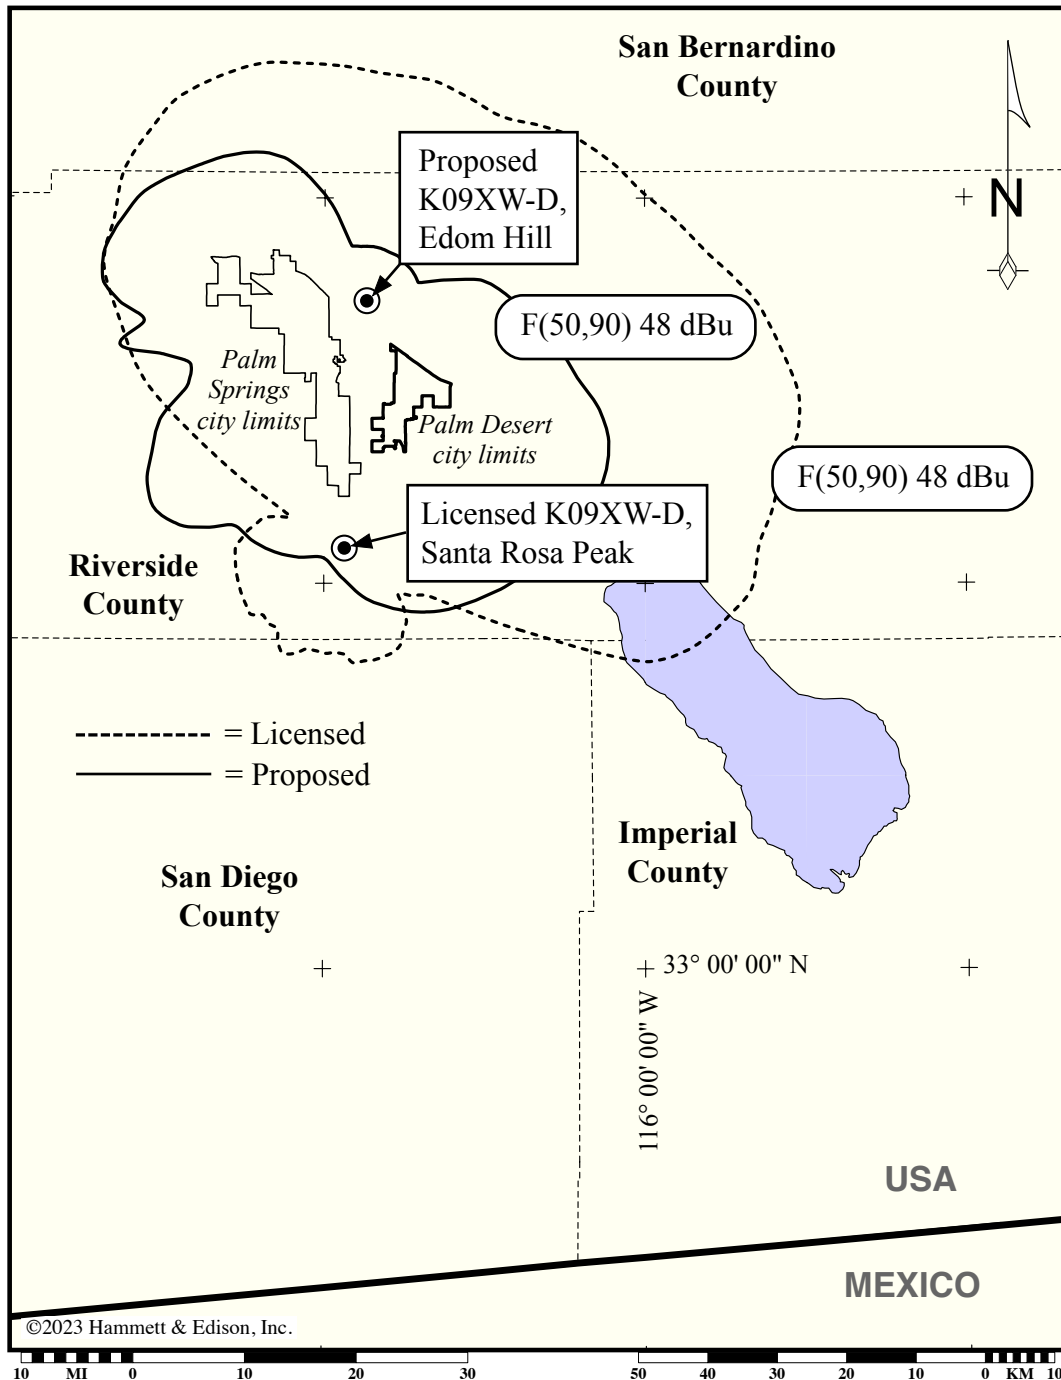 San Bernardino
County
Proposed
K09XW-D,
Edom Hill
N
F(50,90) 48 dBu
Palm
Springs
city limits
Palm Desert
city limits
F(50,90) 48 dBu
Licensed K09XW-D,
Santa Rosa Peak
Riverside
County
= Licensed
= Proposed
Imperial
County
San Diego
County
33° 00' 00" N
116° 00' 00" W
USA
MEXICO
©2023 Hammett & Edison, Inc.
10 MI 0 10 20 30 50 40 30 20 10 0 KM 10